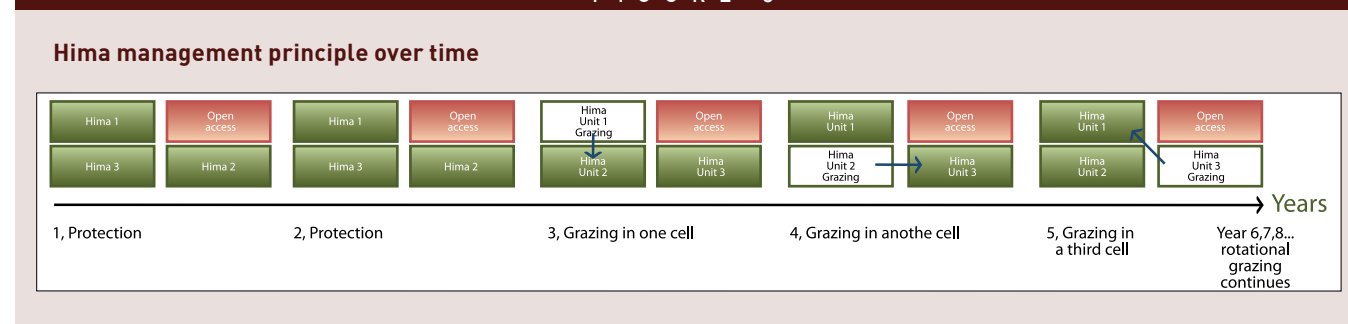 Hima management principle over time
Hima 1
Open
access
Hima 3
Hima 2
Hima 1
Open
access
Hima 3
Hima 2
Hima
Unit 1
Grazing
Open
access
Hima
Unit 2
Hima
Unit 3
Hima
Unit 1
Open
access
Hima
Unit 2
Grazing
Hima
Unit 3
Hima
Unit 1
Open
access
Hima
Unit 2
Hima
Unit 3
Grazing
Years
1, Protection
2, Protection
3, Grazing in one cell
4, Grazing in anothe cell
5, Grazing in
a third cell
Year 6,7,8...
rotational
grazing
continues